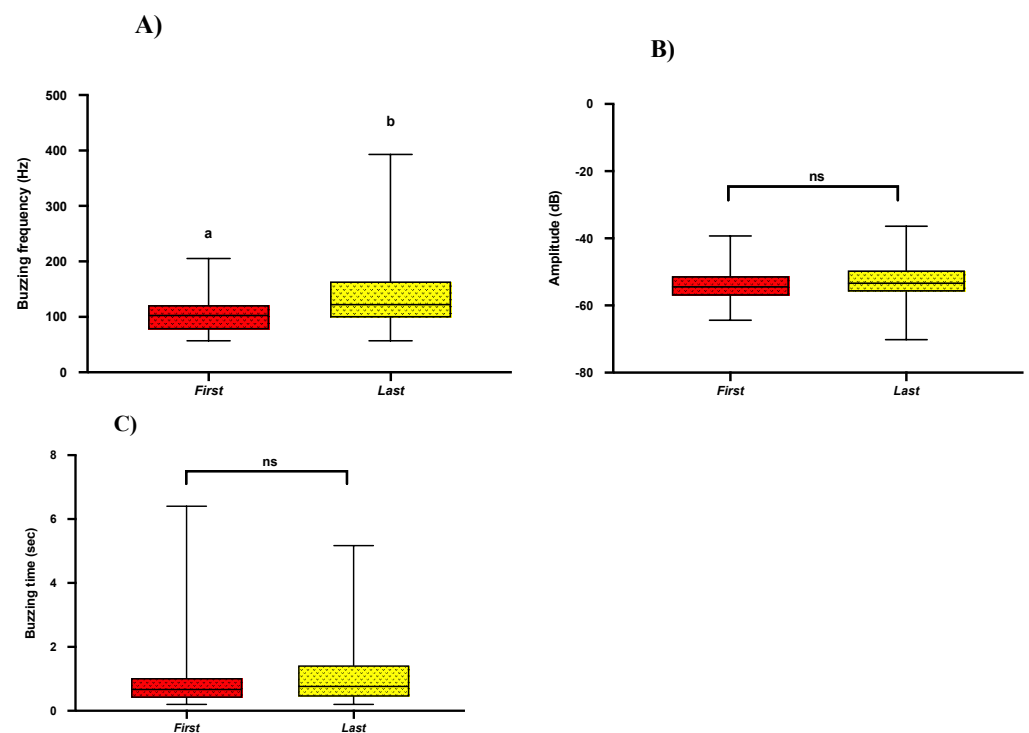 A)
Buzzing frequency (Hz)
500
400
300
200
100
0
a
b
First
Last
B)
Amplitude (dB)
0
-20
-40
-60
-80
ns
First
Last
C)
Buzzing time (sec)
8
6
4
2
0
ns
First
Last